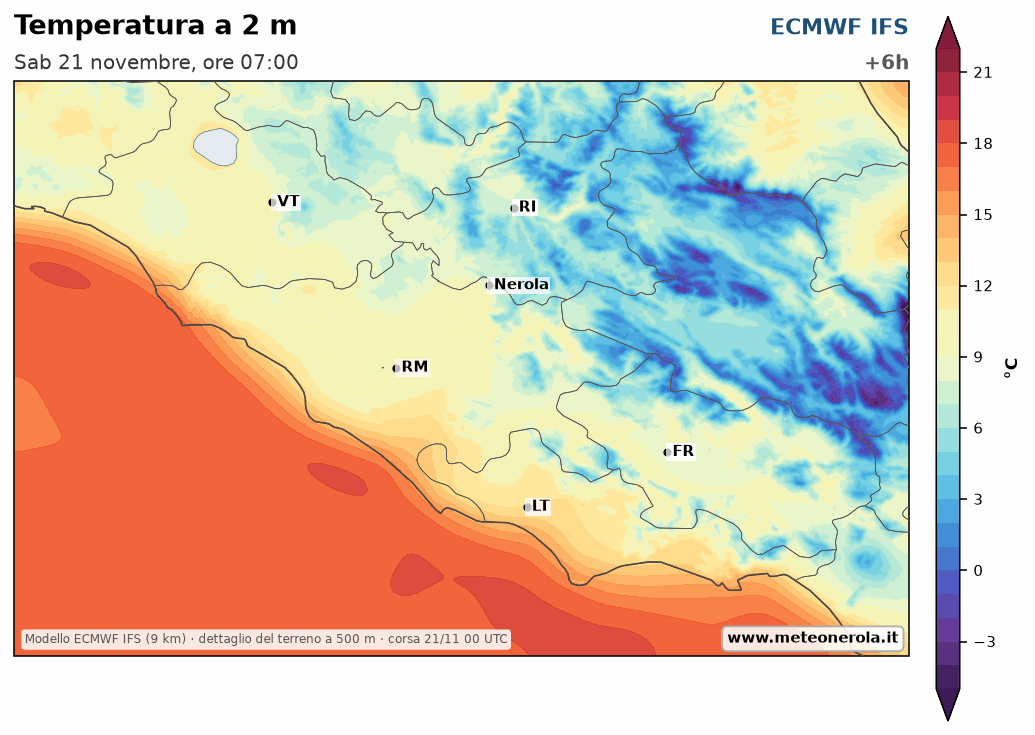 Temperatura a 2 m
ECMWF IFS
Sab 21 novembre, ore 07:00
+6h
21
18
15
12
9
6
3
0
−3
°C
VT
RI
Nerola
RM
FR
LT
Modello ECMWF IFS (9 km) · dettaglio del terreno a 500 m · corsa 21/11 00 UTC
www.meteonerola.it